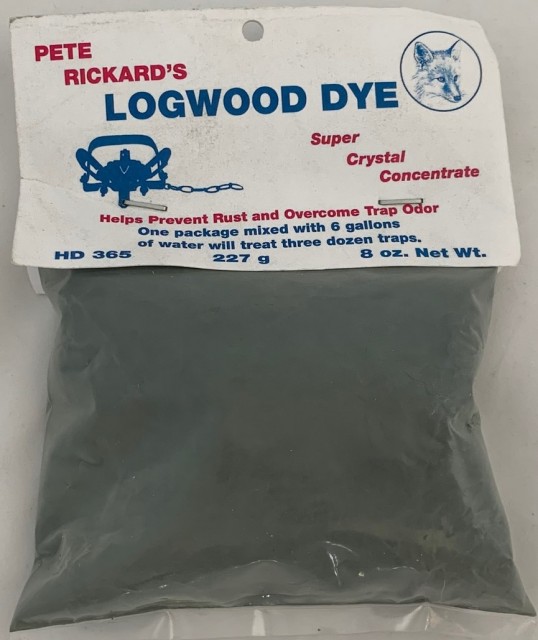 PETE
RICKARD'S
LOGWOOD DYE
Super
Crystal
Concentrate
Helps Prevent Rust and Overcome Trap Odor
One package mixed with 6 gallons
of water will treat three dozen traps.
HD 365 227 g 8 oz. Net Wt.